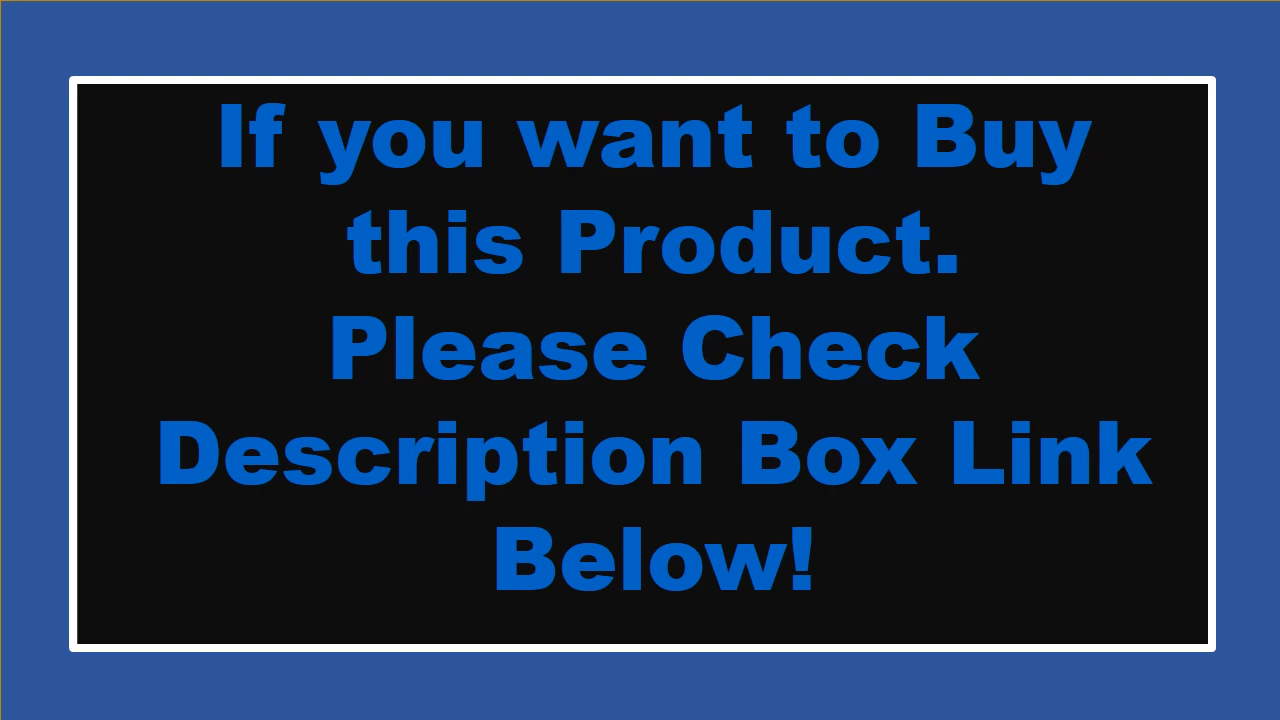 If you want to Buy
this Product.
Please Check
Description Box Link
Below!